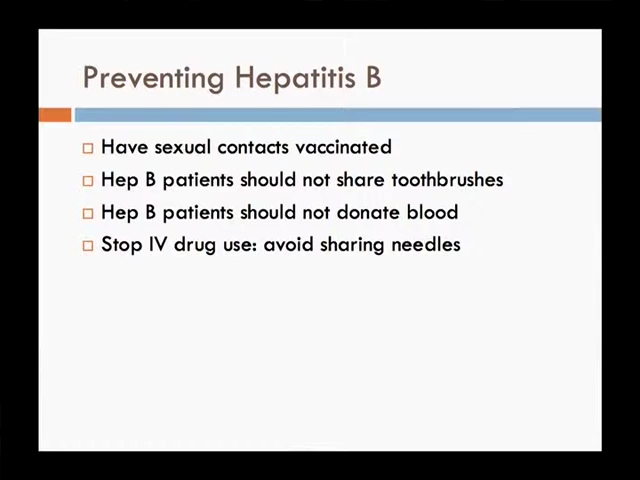 Preventing Hepatitis B
Have sexual contacts vaccinated
Hep B patients should not share toothbrushes
Hep B patients should not donate blood
Stop IV drug use: avoid sharing needles